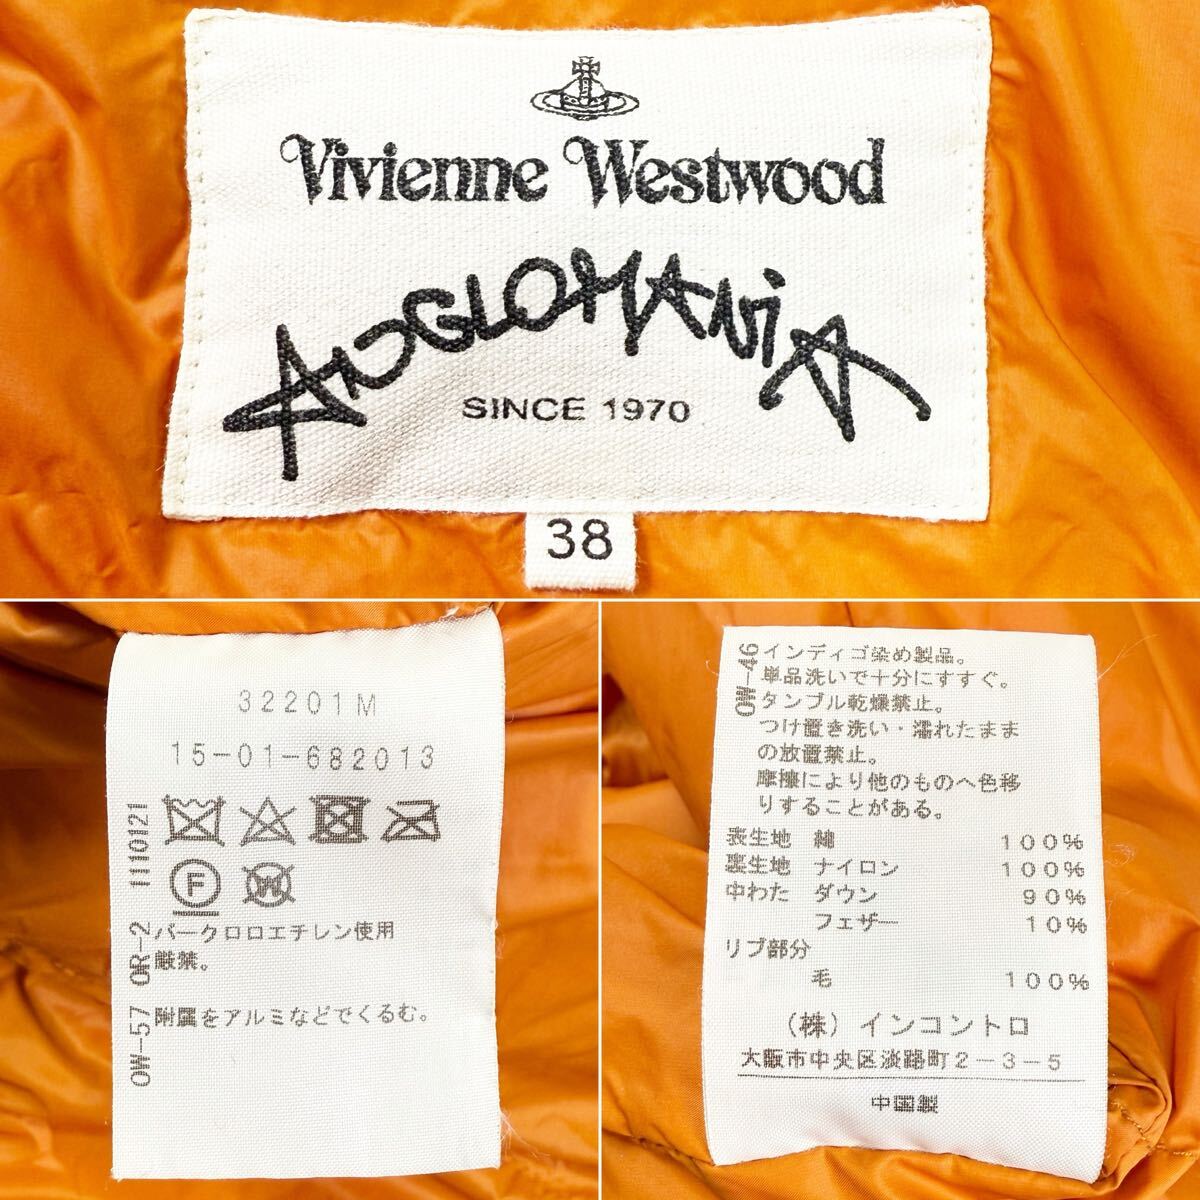 Vivienne Westwood
ANGLOMANIA
SINCE 1970
38
32201M
15-01-682013
F
W
パークロロエチレン使用
厳禁。
附属をアルミなどでくるむ。
OW-57 OR-2 1110121
OW-46
インディゴ染め製品。
単品洗いで十分にすすぐ。
タンブル乾燥禁止。
つけ置き洗い・濡れたまま
の放置禁止。
摩擦により他のものへ色移
りすることがある。
表生地 綿 100%
裏生地 ナイロン 100%
中わた ダウン 90%
フェザー 10%
リブ部分
毛 100%
（株）インコントロ
大阪市中央区淡路町2-3-5
中国製